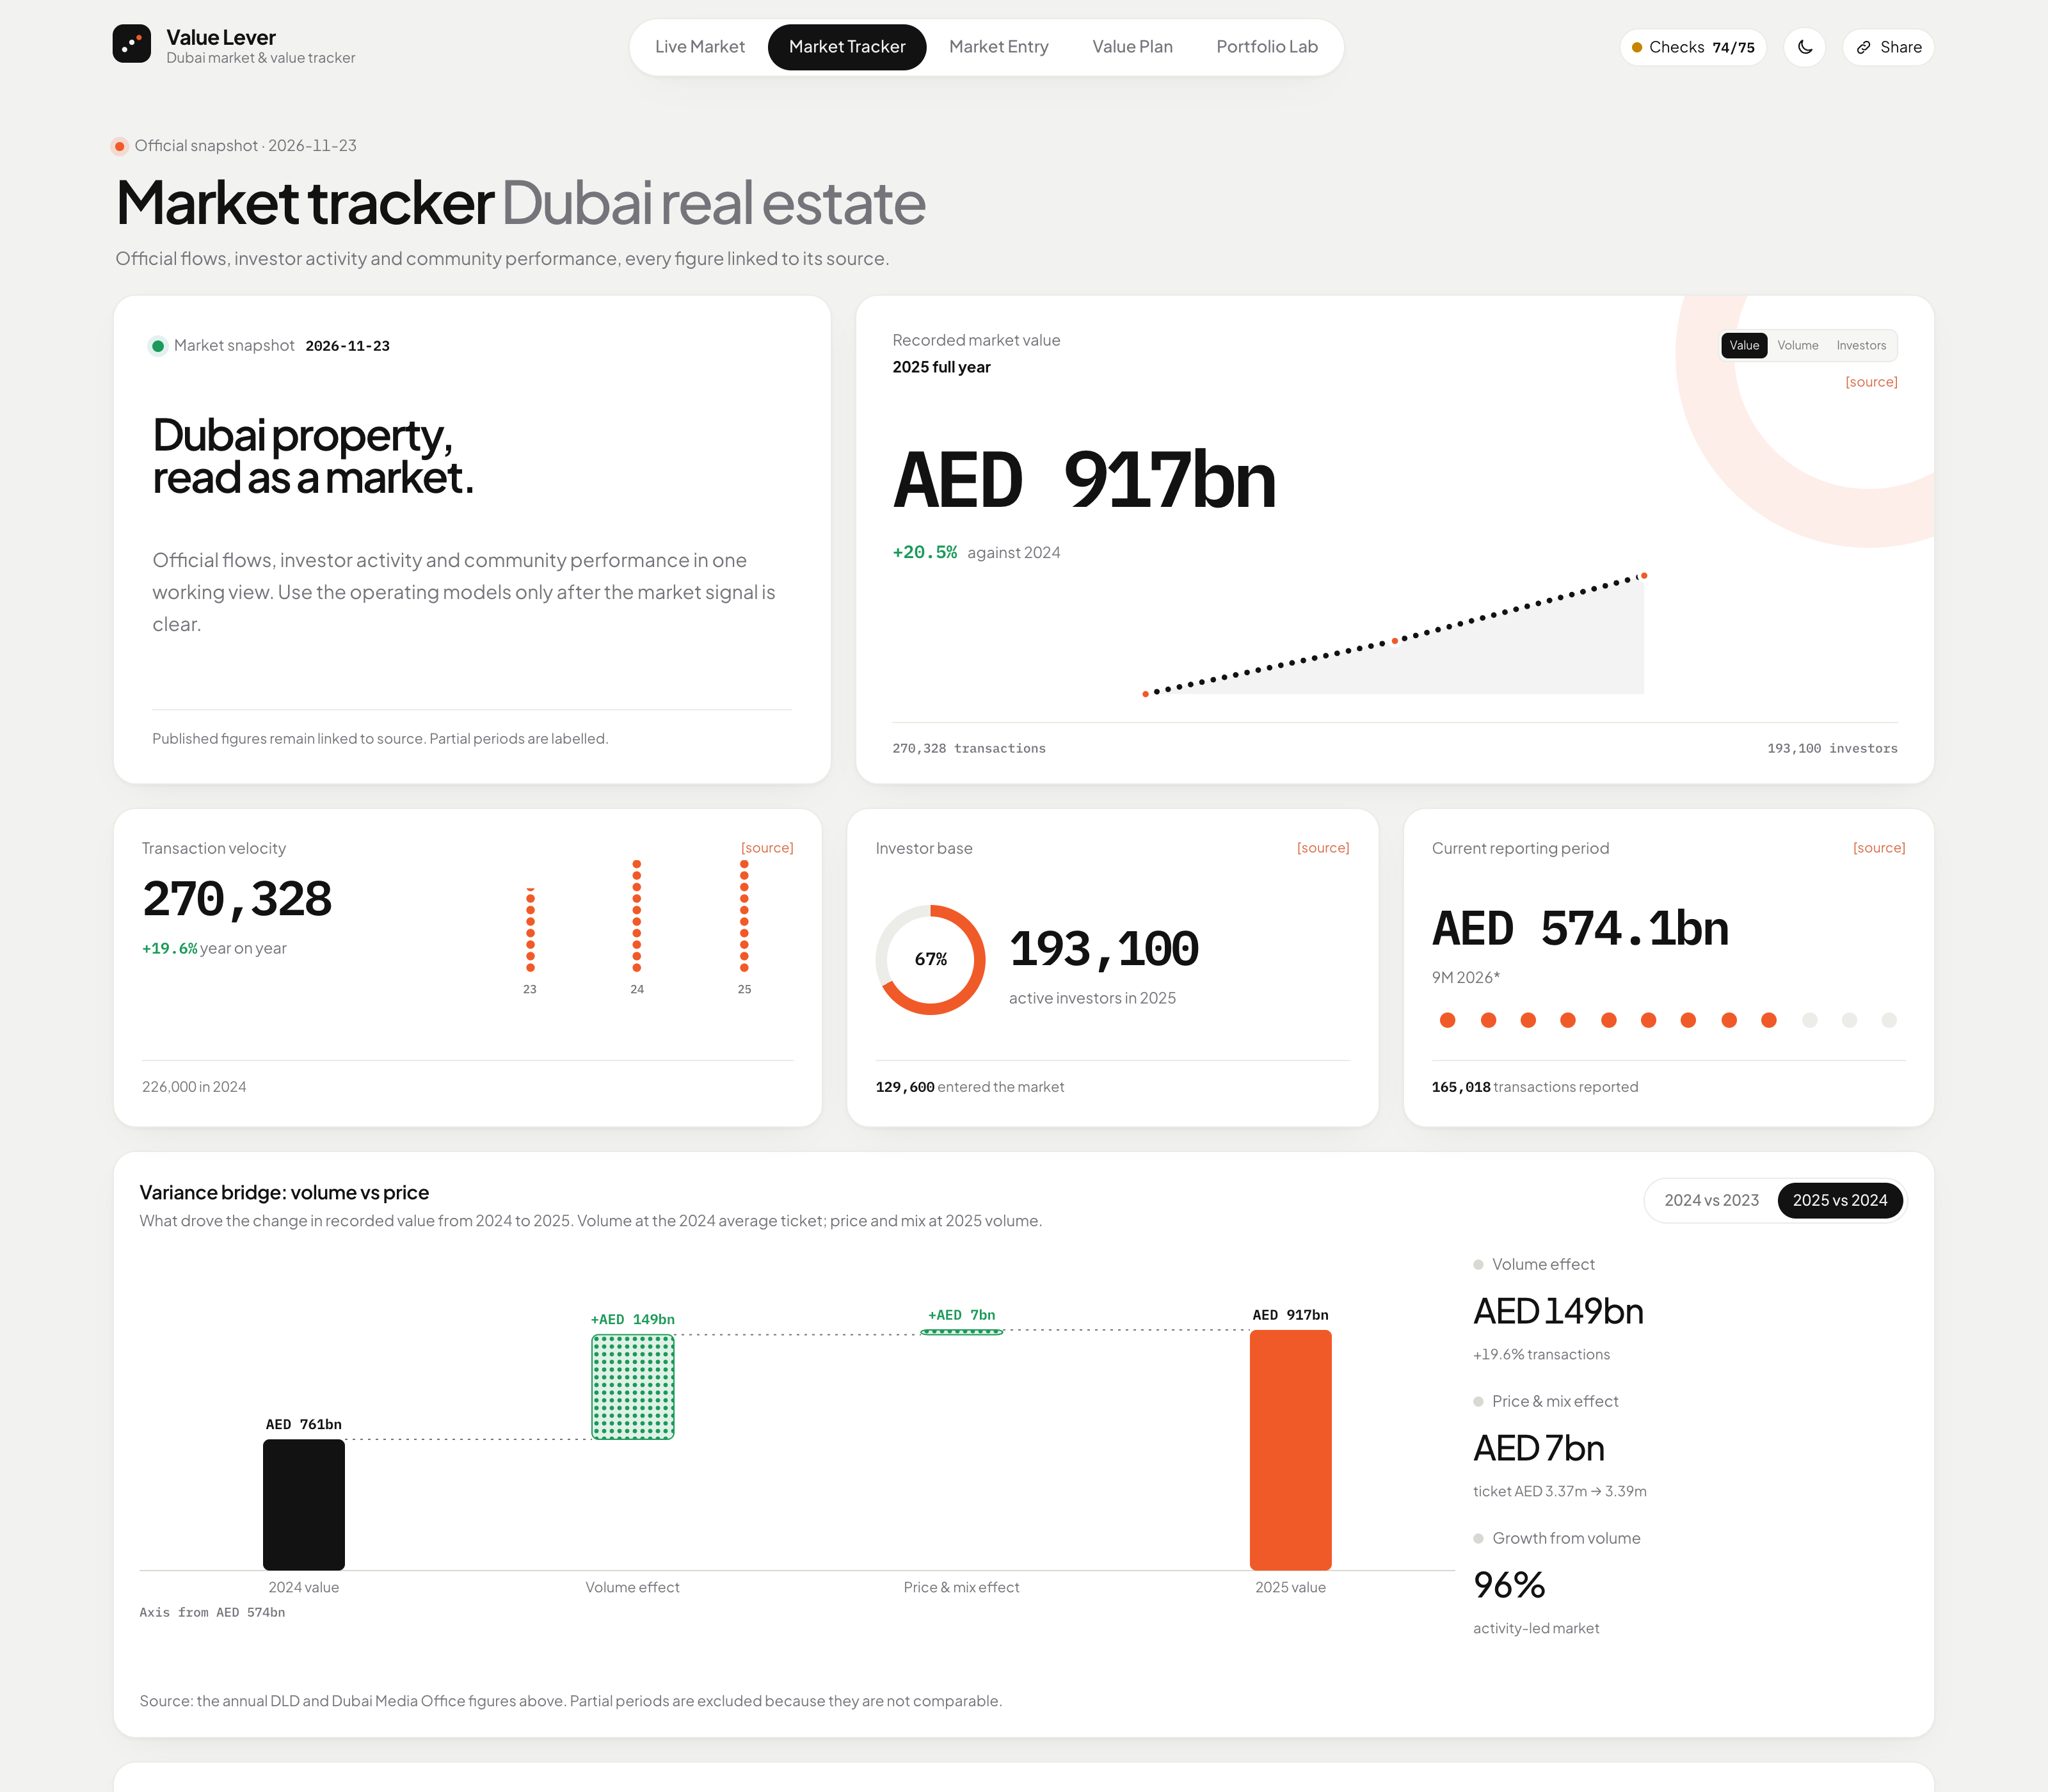 Value Lever
Dubai market & value tracker
Live Market
Market Tracker
Market Entry
Value Plan
Portfolio Lab
Checks 74/75
Share
Official snapshot · 2026-11-23
Market tracker Dubai real estate
Official flows, investor activity and community performance, every figure linked to its source.
Market snapshot 2026-11-23
Dubai property,
read as a market.
Official flows, investor activity and community performance in one
working view. Use the operating models only after the market signal is
clear.
Published figures remain linked to source. Partial periods are labelled.
Recorded market value
2025 full year
Value
Volume
Investors
[source]
AED 917bn
+20.5% against 2024
270,328 transactions
193,100 investors
Transaction velocity
[source]
270,328
+19.6% year on year
23
24
25
226,000 in 2024
Investor base
[source]
67%
193,100
active investors in 2025
129,600 entered the market
Current reporting period
[source]
AED 574.1bn
9M 2026*
165,018 transactions reported
Variance bridge: volume vs price
What drove the change in recorded value from 2024 to 2025. Volume at the 2024 average ticket; price and mix at 2025 volume.
2024 vs 2023
2025 vs 2024
AED 761bn
+AED 149bn
+AED 7bn
AED 917bn
2024 value
Volume effect
Price & mix effect
2025 value
Axis from AED 574bn
Volume effect
AED 149bn
+19.6% transactions
Price & mix effect
AED 7bn
ticket AED 3.37m → 3.39m
Growth from volume
96%
activity-led market
Source: the annual DLD and Dubai Media Office figures above. Partial periods are excluded because they are not comparable.